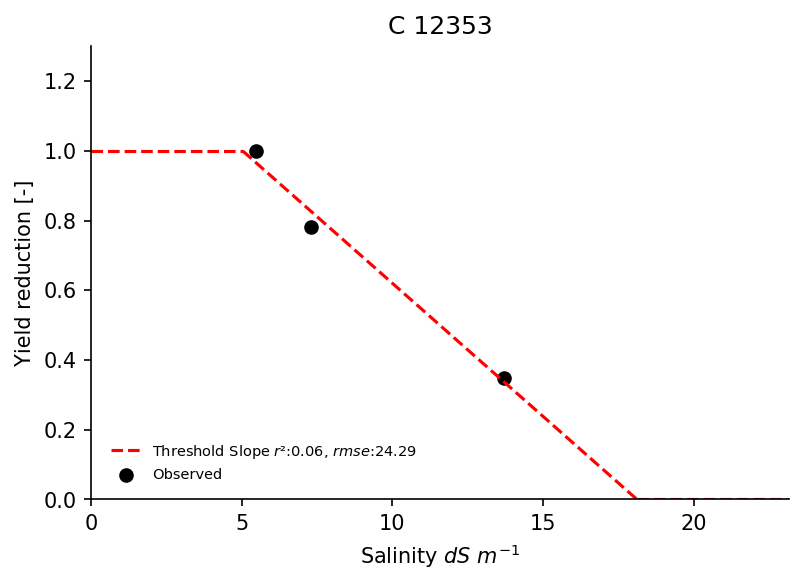 C 12353
Yield reduction [-]
1.2
1.0
0.8
0.6
0.4
0.2
0.0
Threshold Slope r²:0.06, rmse:24.29
Observed
0 5 10 15 20
Salinity dS m⁻¹